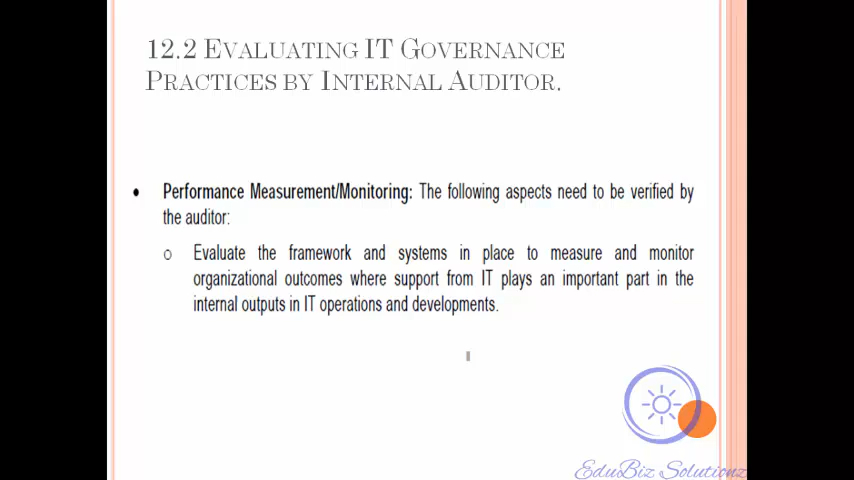 12.2 EVALUATING IT GOVERNANCE
PRACTICES BY INTERNAL AUDITOR.
• Performance Measurement/Monitoring: The following aspects need to be verified by
the auditor:
o Evaluate the framework and systems in place to measure and monitor
organizational outcomes where support from IT plays an important part in the
internal outputs in IT operations and developments.
EduBiz Solutionz